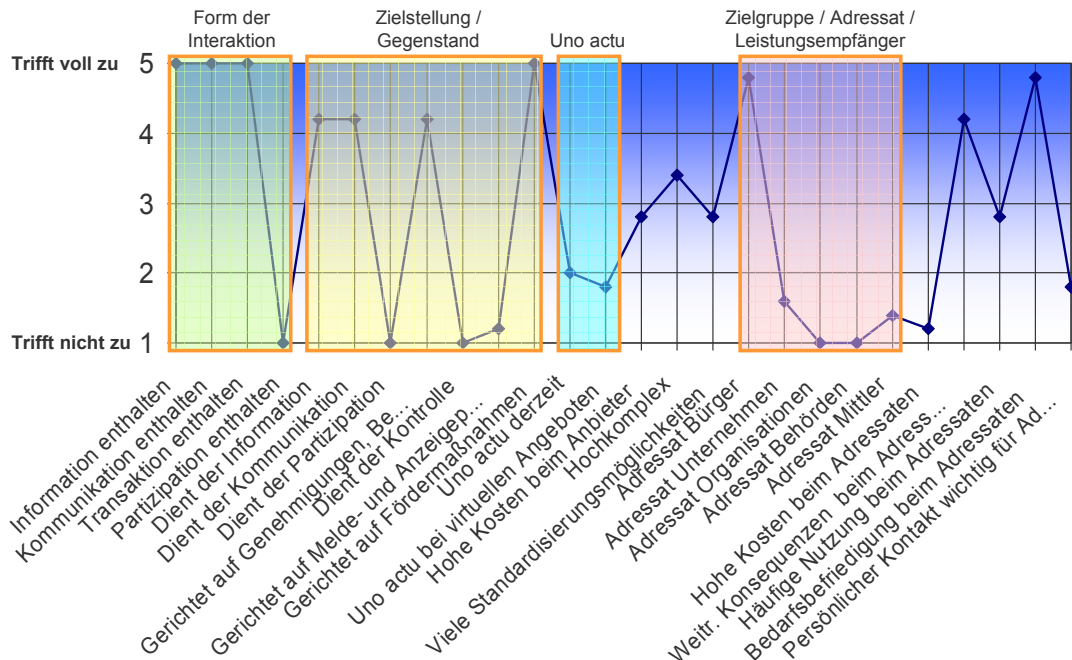 Form der
Interaktion
Zielstellung /
Gegenstand
Uno actu
Zielgruppe / Adressat /
Leistungsempfänger
Trifft voll zu
5
4
3
2
Trifft nicht zu
1
Information enthalten
Kommunikation enthalten
Transaktion enthalten
Partizipation enthalten
Dient der Information
Dient der Kommunikation
Dient der Partizipation
Gerichtet auf Genehmigungen, Be...
Dient der Kontrolle
Gerichtet auf Melde- und Anzeigep...
Gerichtet auf Fördermaßnahmen
Uno actu derzeit
Uno actu bei virtuellen Angeboten
Hohe Kosten beim Anbieter
Hochkomplex
Viele Standardisierungsmöglichkeiten
Adressat Bürger
Adressat Unternehmen
Adressat Organisationen
Adressat Behörden
Adressat Mittler
Hohe Kosten beim Adressaten
Weitr. Konsequenzen beim Adress...
Häufige Nutzung beim Adressaten
Bedarfsbefriedigung beim Adressaten
Persönlicher Kontakt wichtig für Ad...